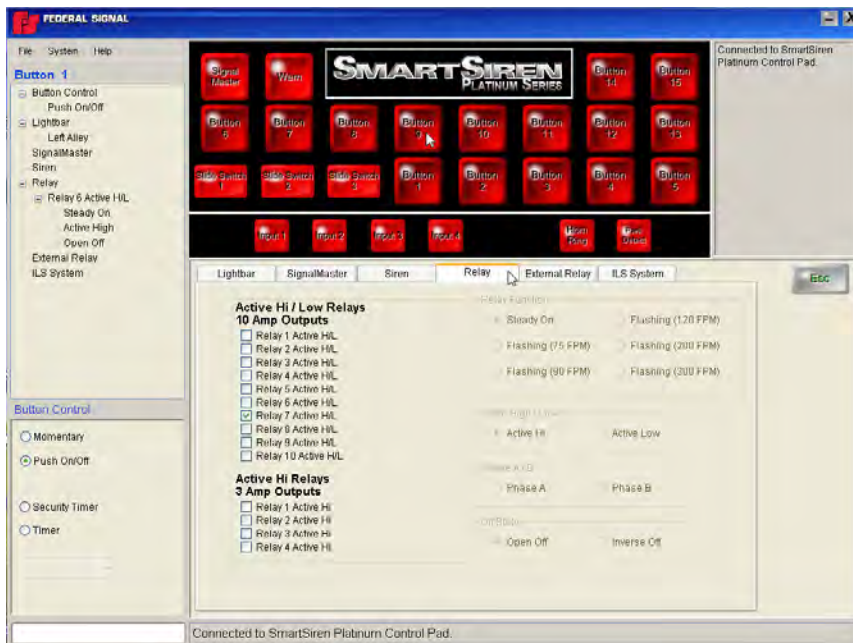 FEDERAL SIGNAL
File System Help
Button 1
Button Control
Push On/Off
Lightbar
Left Alley
SignalMaster
Siren
Relay
Relay 6 Active H/L
Steady On
Active High
Open Off
External Relay
ILS System
Signal Master
Warn
SMARTSIREN
PLATINUM SERIES
Button 14
Button 15
Button 6
Button 7
Button 8
Button 9
Button 10
Button 11
Button 12
Button 13
Slide Switch 1
Slide Switch 2
Slide Switch 3
Button 1
Button 2
Button 3
Button 4
Button 5
Input 1
Input 2
Input 3
Input 4
Horn Ring
Connected to SmartSiren
Platinum Control Pad.
Lightbar SignalMaster Siren Relay External Relay ILS System
Esc
Active Hi / Low Relays
10 Amp Outputs
Relay 1 Active H/L
Relay 2 Active H/L
Relay 3 Active H/L
Relay 4 Active H/L
Relay 5 Active H/L
Relay 6 Active H/L
Relay 7 Active H/L
Relay 8 Active H/L
Relay 9 Active H/L
Relay 10 Active H/L
Active Hi Relays
3 Amp Outputs
Relay 1 Active Hi
Relay 2 Active Hi
Relay 3 Active Hi
Relay 4 Active Hi
Relay Function
Steady On Flashing (120 FPM)
Flashing (75 FPM) Flashing (200 FPM)
Flashing (90 FPM) Flashing (300 FPM)
Active Hi Active Low
Phase A Phase B
Open Off Inverse Off
Button Control
Momentary
Push On/Off
Security Timer
Timer
Connected to SmartSiren Platinum Control Pad.